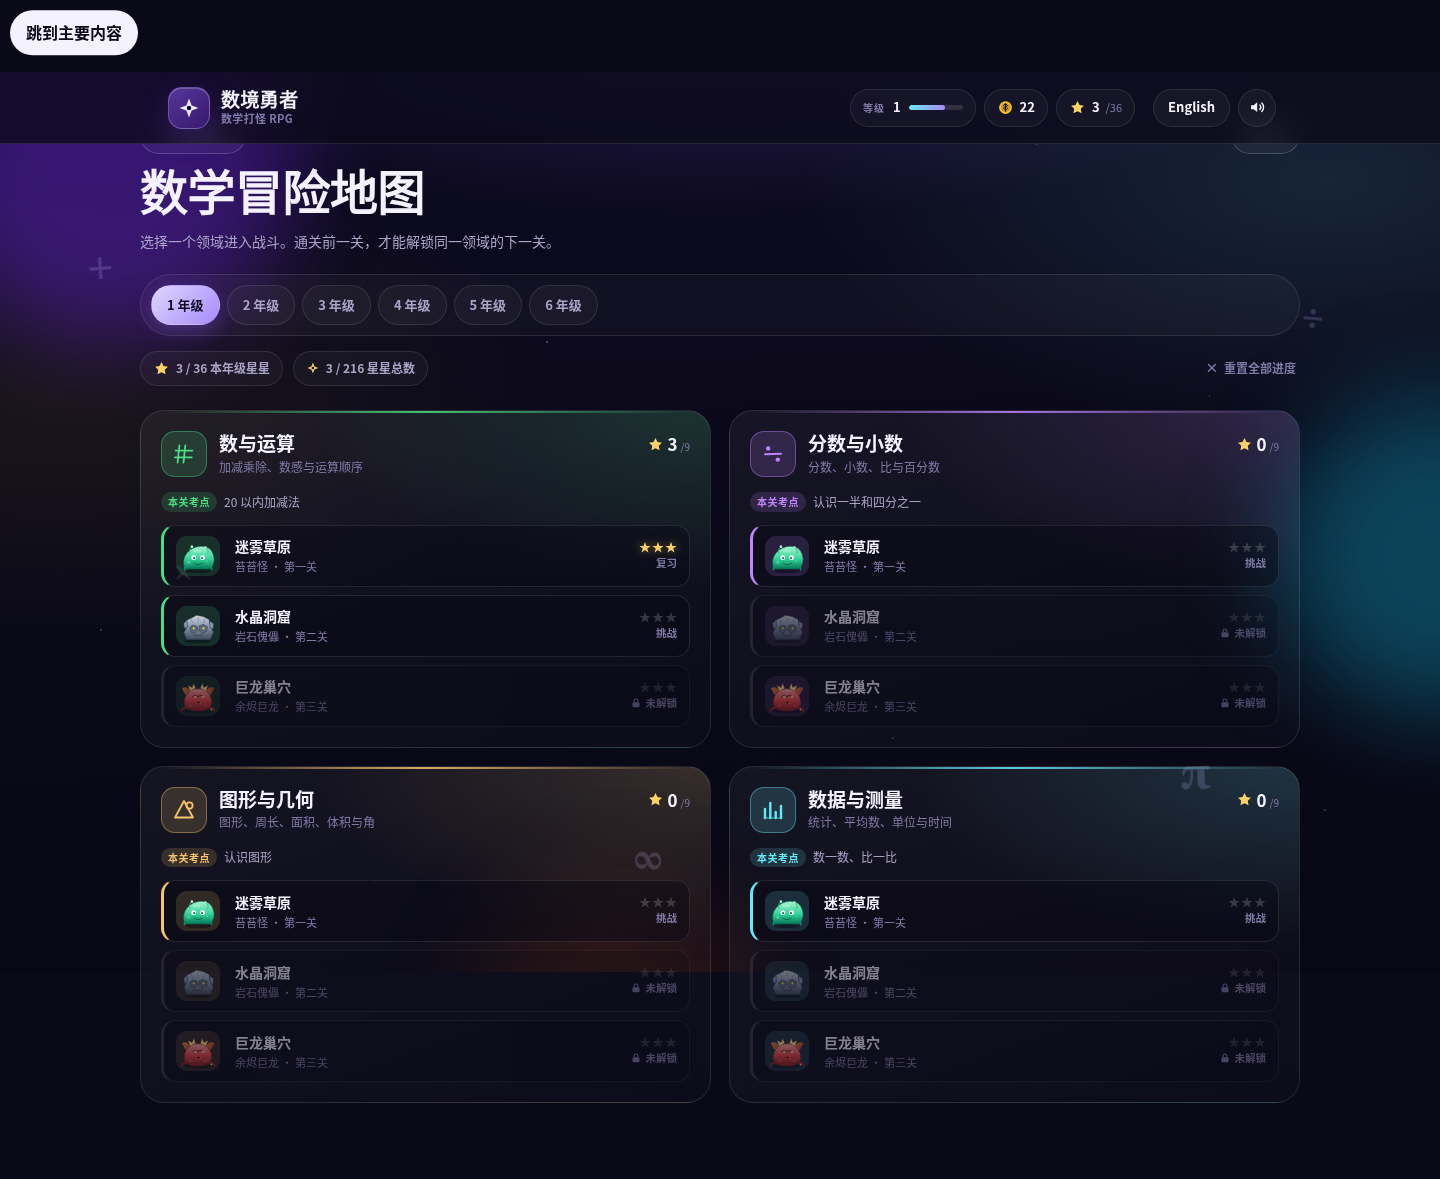 跳到主要内容
数境勇者
数学打怪 RPG
等级 1
22
3 /36
English
数学冒险地图
选择一个领域进入战斗。通关前一关，才能解锁同一领域的下一关。
1 年级
2 年级
3 年级
4 年级
5 年级
6 年级
3 / 36 本年级星星
3 / 216 星星总数
重置全部进度
数与运算
加减乘除、数感与运算顺序
3 /9
本关考点 20 以内加减法
迷雾草原
苔苔怪 · 第一关
★★★
复习
水晶洞窟
岩石傀儡 · 第二关
★★★
挑战
巨龙巢穴
余烬巨龙 · 第三关
★★★
未解锁
分数与小数
分数、小数、比与百分数
0 /9
本关考点 认识一半和四分之一
迷雾草原
苔苔怪 · 第一关
★★★
挑战
水晶洞窟
岩石傀儡 · 第二关
★★★
未解锁
巨龙巢穴
余烬巨龙 · 第三关
★★★
未解锁
图形与几何
图形、周长、面积、体积与角
0 /9
本关考点 认识图形
迷雾草原
苔苔怪 · 第一关
★★★
挑战
水晶洞窟
岩石傀儡 · 第二关
★★★
未解锁
巨龙巢穴
余烬巨龙 · 第三关
★★★
未解锁
数据与测量
统计、平均数、单位与时间
0 /9
本关考点 数一数、比一比
迷雾草原
苔苔怪 · 第一关
★★★
挑战
水晶洞窟
岩石傀儡 · 第二关
★★★
未解锁
巨龙巢穴
余烬巨龙 · 第三关
★★★
未解锁
+
÷
×
π
∞